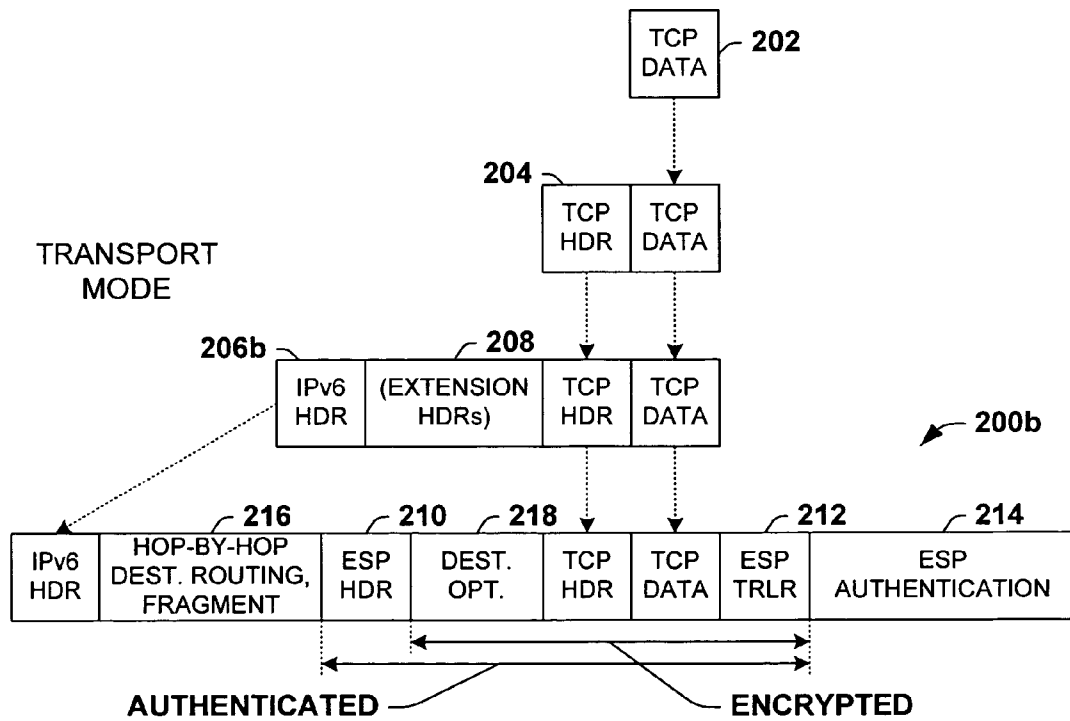 TCP
DATA
202
204
TCP
HDR
TCP
DATA
TRANSPORT
MODE
206b
208
IPv6
HDR
(EXTENSION
HDRs)
TCP
HDR
TCP
DATA
200b
216
210
218
212
214
IPv6
HDR
HOP-BY-HOP
DEST. ROUTING,
FRAGMENT
ESP
HDR
DEST.
OPT.
TCP
HDR
TCP
DATA
ESP
TRLR
ESP
AUTHENTICATION
AUTHENTICATED
ENCRYPTED